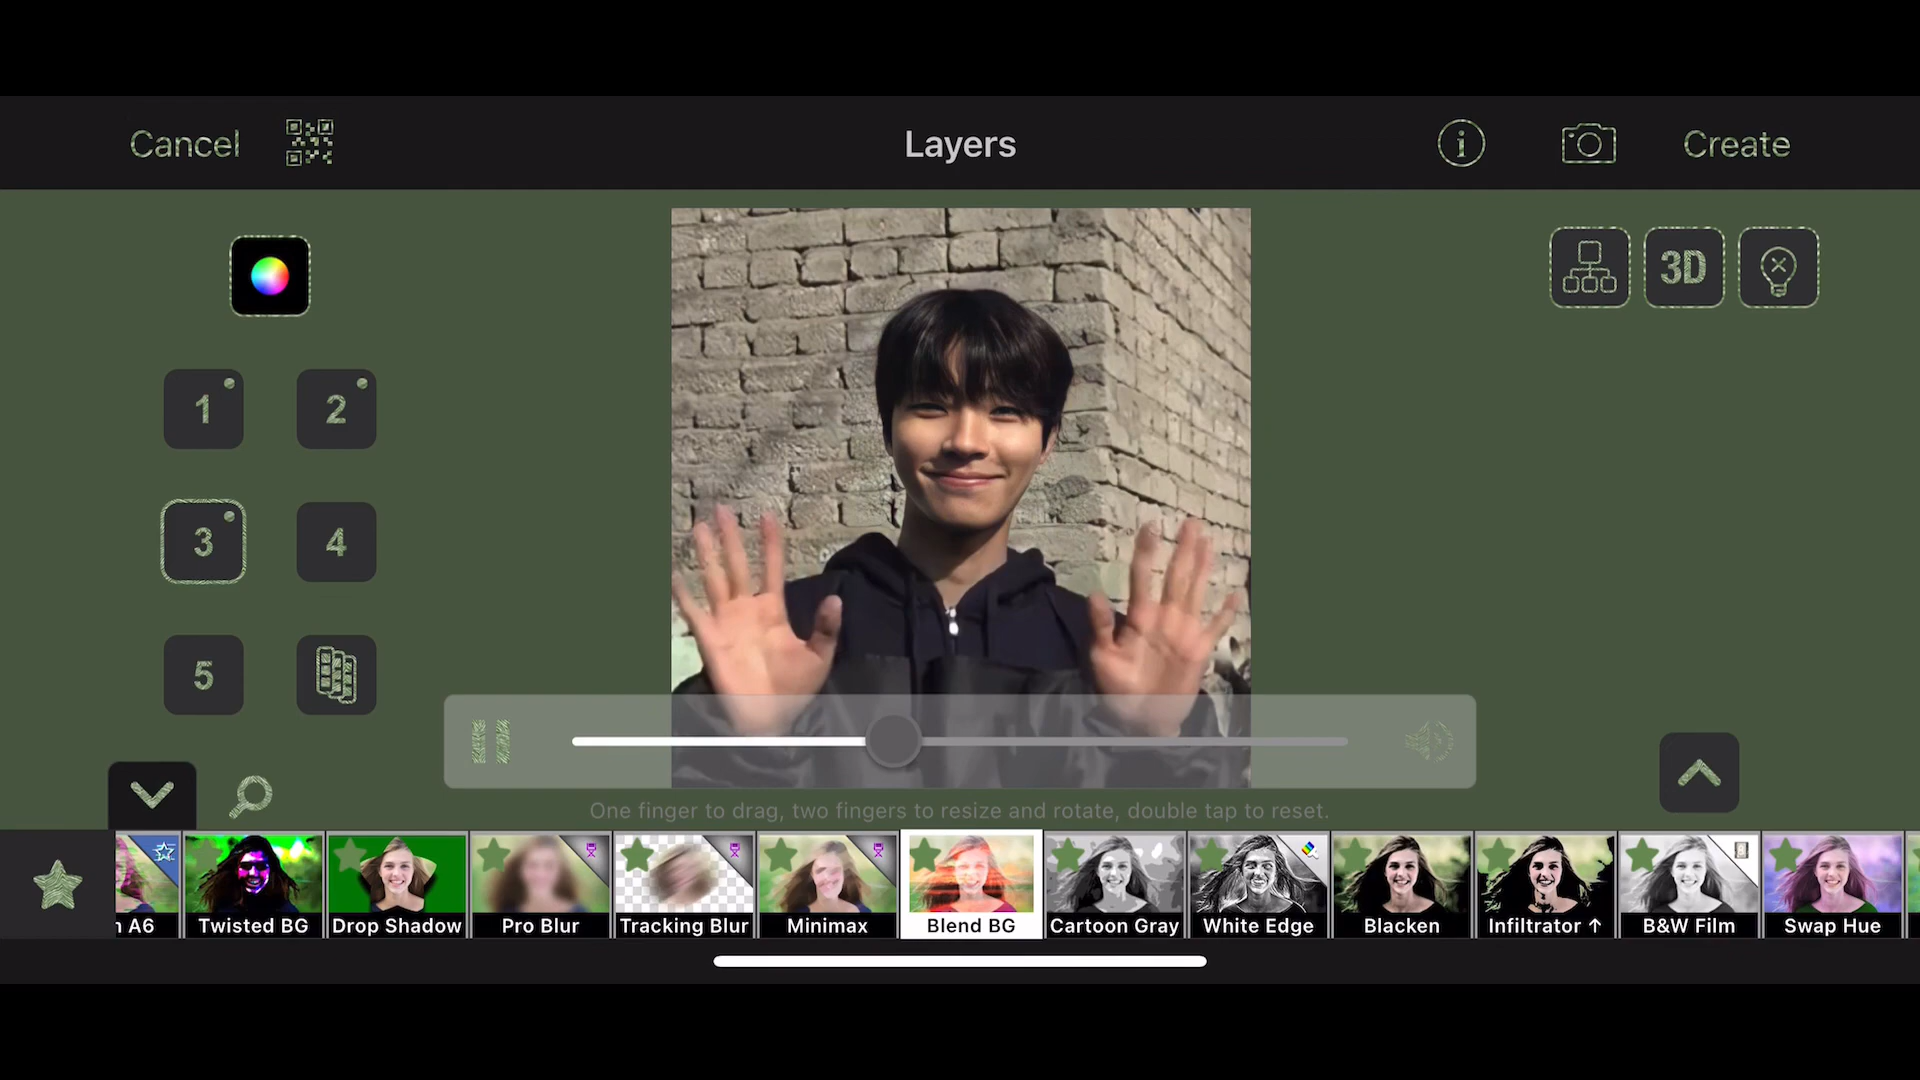 Cancel
Layers
Create
3D
1
2
3
4
5
One finger to drag, two fingers to resize and rotate, double tap to reset.
A6
Twisted BG
Drop Shadow
Pro Blur
Tracking Blur
Minimax
Blend BG
Cartoon Gray
White Edge
Blacken
Infiltrator ↑
B&W Film
Swap Hue